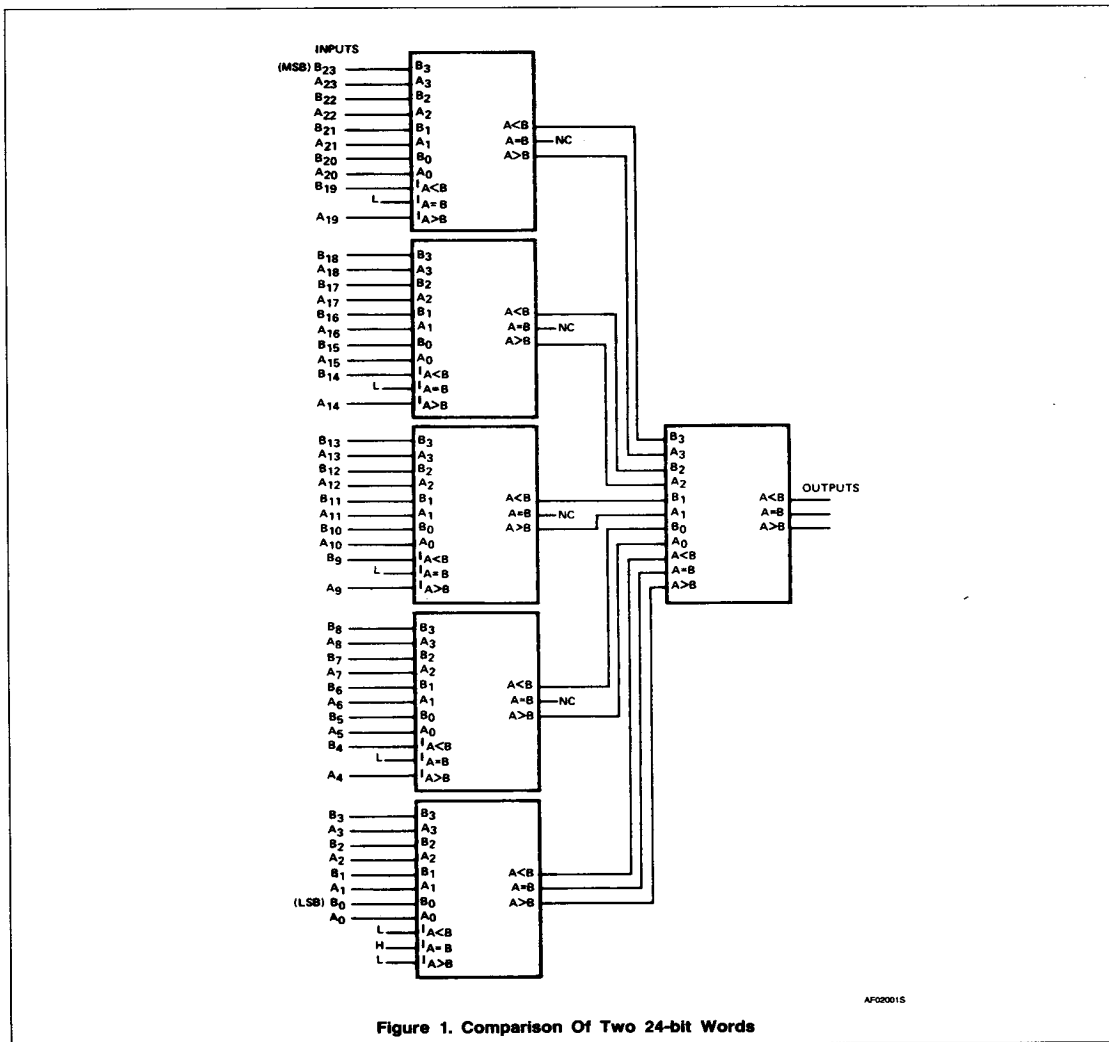 INPUTS
(MSB) B23 B3
A23 A3
B22 B2
A22 A2
B21 B1 A<B
A21 A1 A=B NC
B20 B0 A>B
A20 A0
B19 IA<B
L IA=B
A19 IA>B
B18 B3
A18 A3
B17 B2
A17 A2
B16 B1 A<B
A16 A1 A=B NC
B15 B0 A>B
A15 A0
B14 IA<B
L IA=B
A14 IA>B
B13 B3
A13 A3
B12 B2
A12 A2
B11 B1 A<B
A11 A1 A=B NC
B10 B0 A>B
A10 A0
B9 IA<B
L IA=B
A9 IA>B
B3
A3
B2
A2
B1 A<B OUTPUTS
A1 A=B
B0 A>B
A0
A<B
A=B
A>B
B8 B3
A8 A3
B7 B2
A7 A2
B6 B1 A<B
A6 A1 A=B NC
B5 B0 A>B
A5 A0
B4 IA<B
L IA=B
A4 IA>B
B3 B3
A3 A3
B2 B2
A2 A2
B1 B1 A<B
A1 A1 A=B
(LSB) B0 B0 A>B
A0 A0
L IA<B
H IA=B
L IA>B
AF02001S
Figure 1. Comparison Of Two 24-bit Words